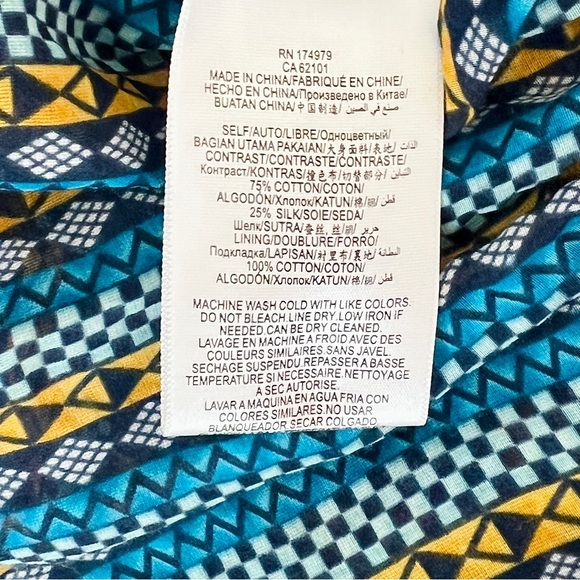 RN 174979
CA 62101
MADE IN CHINA/FABRIQUÉ EN CHINE/
HECHO EN CHINA/Произведено в Китае/
BUATAN CHINA/中国制造/ صنع في الصين
SELF/AUTO/LIBRE/Одноцветный/
BAGIAN UTAMA PAKAIAN/大身面料/表地/ الذات
CONTRAST/CONTRASTE/CONTRASTE/
Контраст/KONTRAS/撞色布/切替部分/ التباين
75% COTTON/COTON/
ALGODÓN/Хлопок/KATUN/棉/綿/ قطن
25% SILK/SOIE/SEDA/
Шелк/SUTRA/蚕丝,丝/絹/ حرير
LINING/DOUBLURE/FORRO/
Подкладка/LAPISAN/衬里布/裏地/ البطانة
100% COTTON/COTON/
ALGODÓN/Хлопок/KATUN/棉/綿/ قطن
MACHINE WASH COLD WITH LIKE COLORS.
DO NOT BLEACH.LINE DRY. LOW IRON IF
NEEDED.CAN BE DRY CLEANED.
LAVAGE EN MACHINE A FROID AVEC DES
COULEURS SIMILAIRES.SANS JAVEL.
SECHAGE SUSPENDU.REPASSER A BASSE
TEMPERATURE SI NECESSAIRE.NETTOYAGE
A SEC AUTORISE.
LAVAR A MAQUINA EN AGUA FRIA CON
COLORES SIMILARES.NO USAR
BLANQUEADOR.SECAR COLGADO.